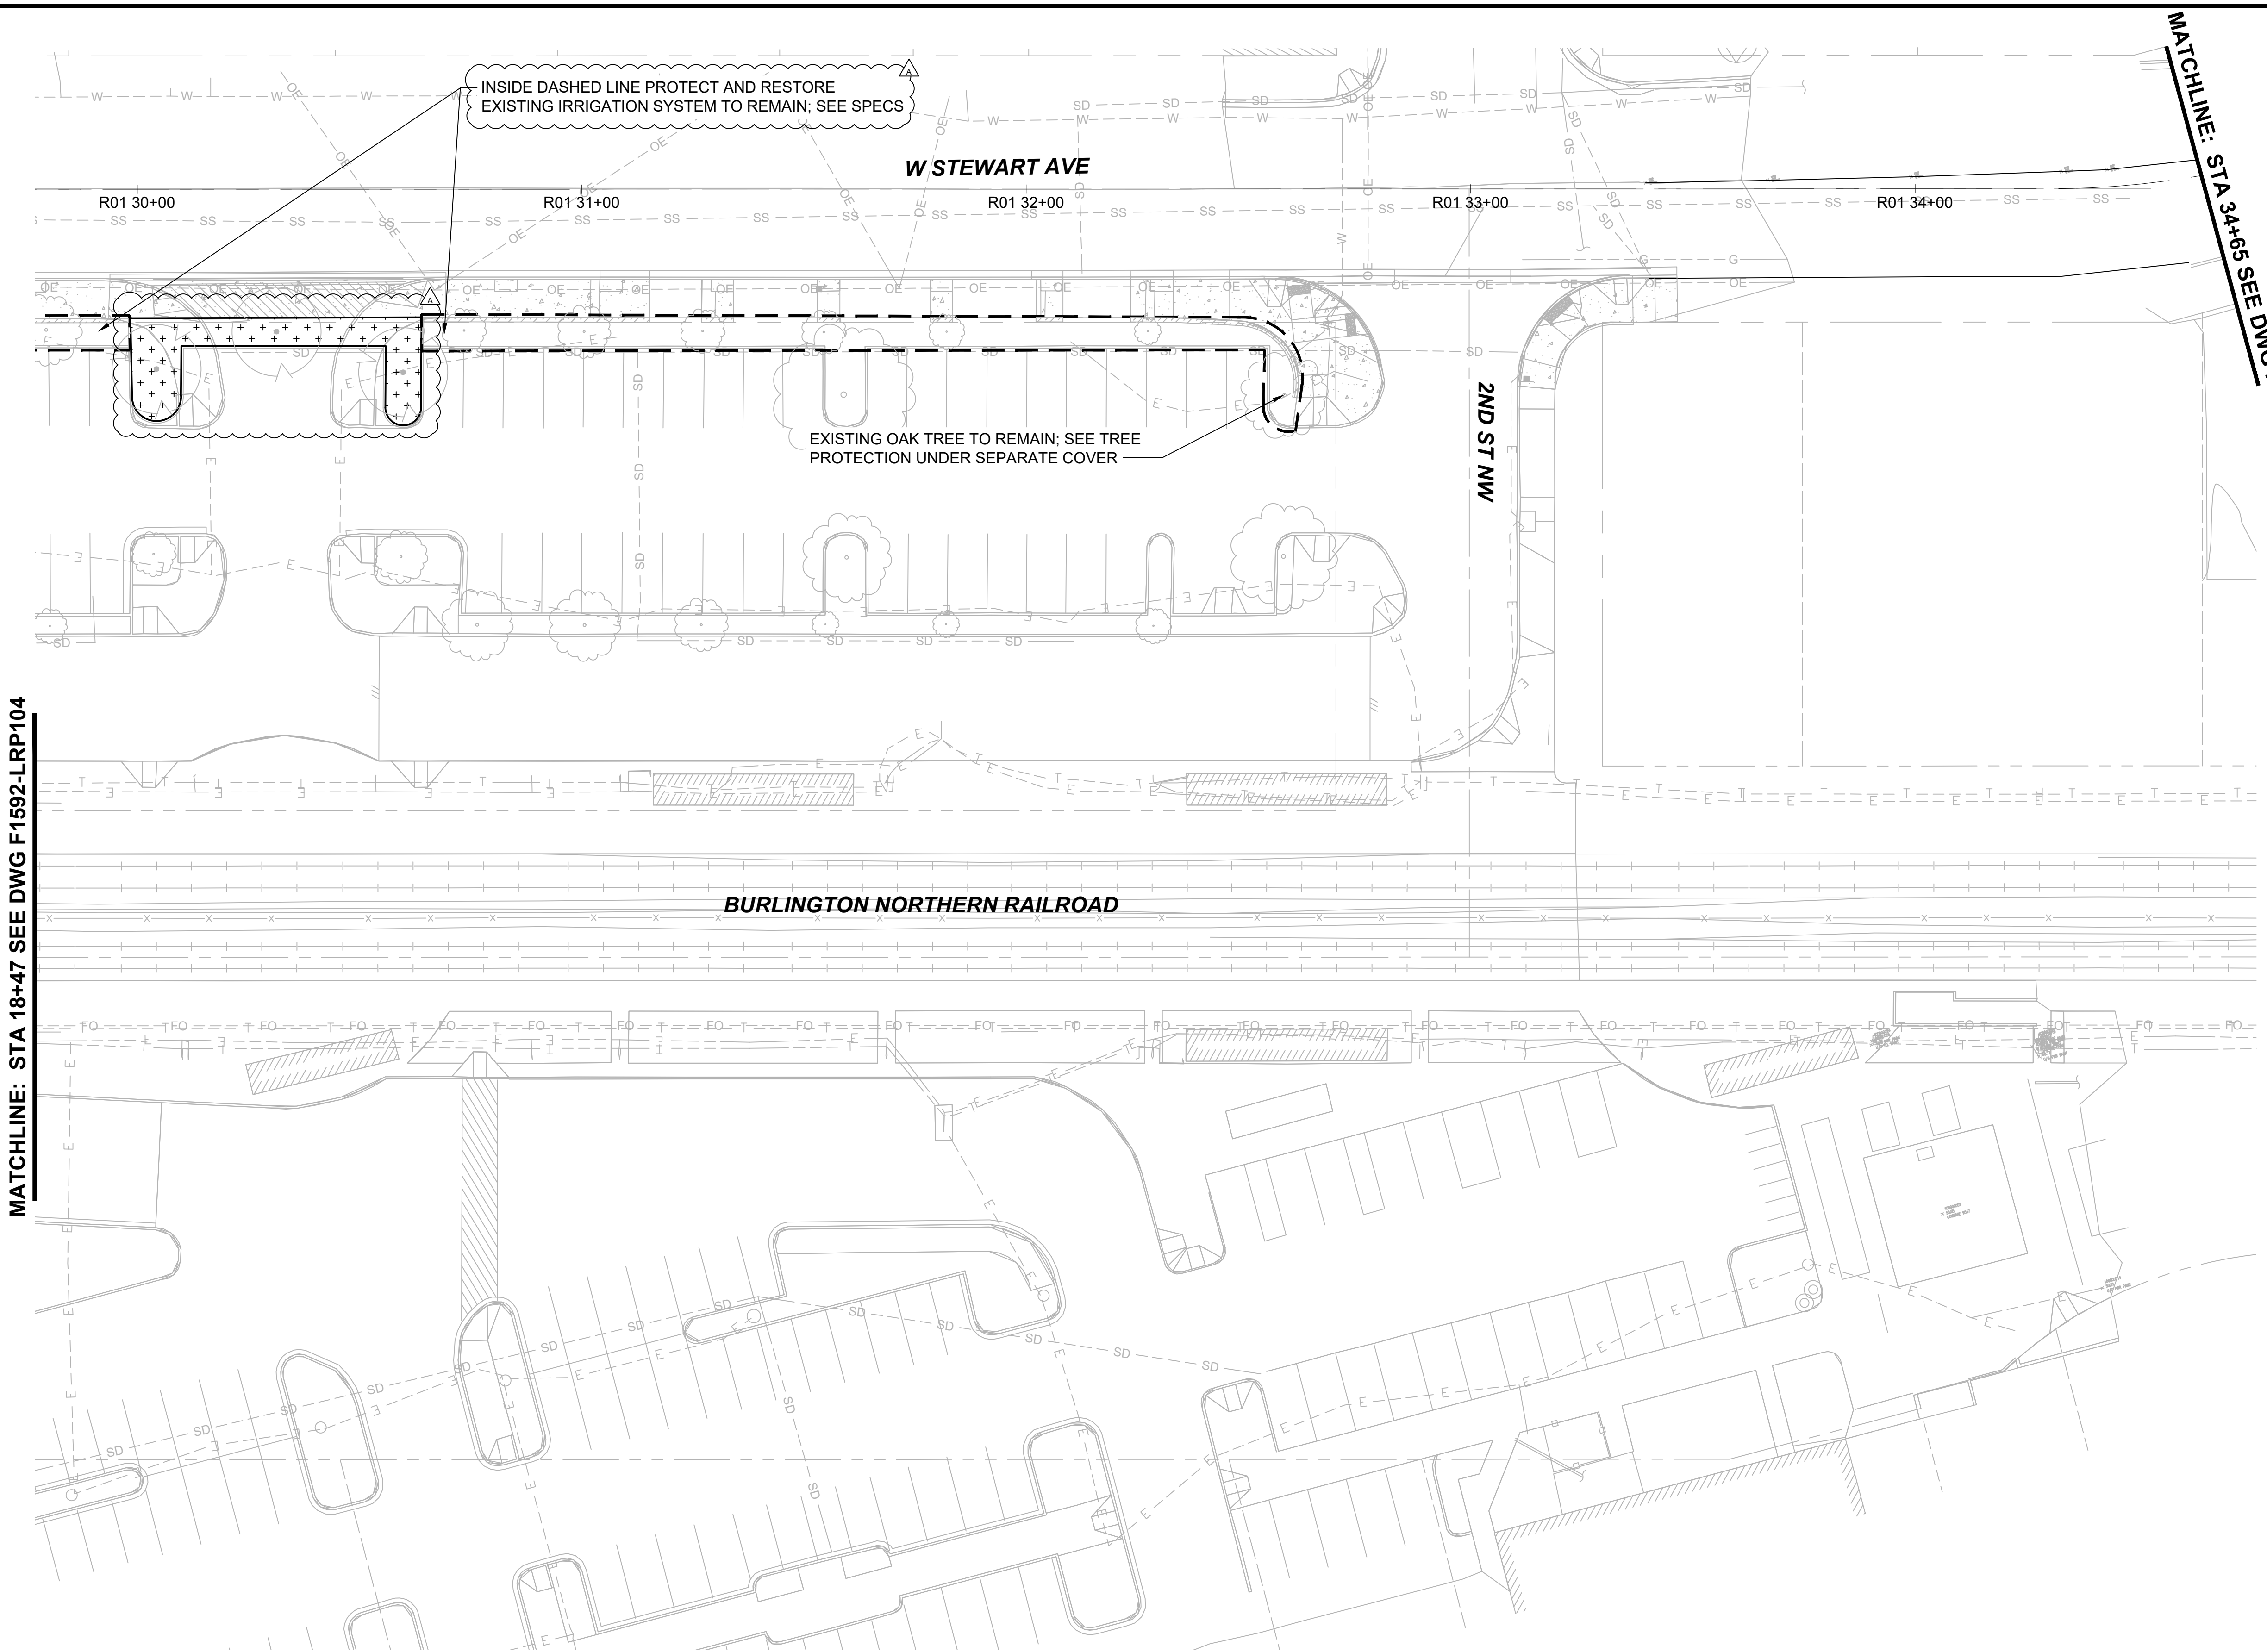 INSIDE DASHED LINE PROTECT AND RESTORE
EXISTING IRRIGATION SYSTEM TO REMAIN; SEE SPECS
A
MATCHLINE: STA 34+65 SEE DWG
W STEWART AVE
R01 30+00
R01 31+00
R01 32+00
R01 33+00
R01 34+00
A
EXISTING OAK TREE TO REMAIN; SEE TREE
PROTECTION UNDER SEPARATE COVER
2ND ST NW
MATCHLINE: STA 18+47 SEE DWG F1592-LRP104
BURLINGTON NORTHERN RAILROAD